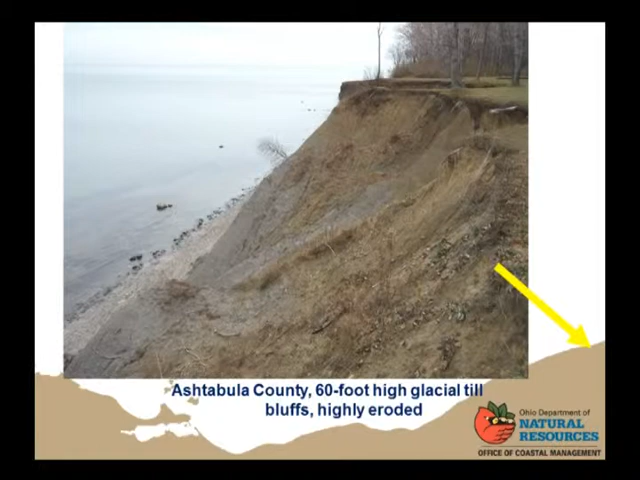 Ashtabula County, 60-foot high glacial till
bluffs, highly eroded
Ohio Department of
NATURAL
RESOURCES
OFFICE OF COASTAL MANAGEMENT